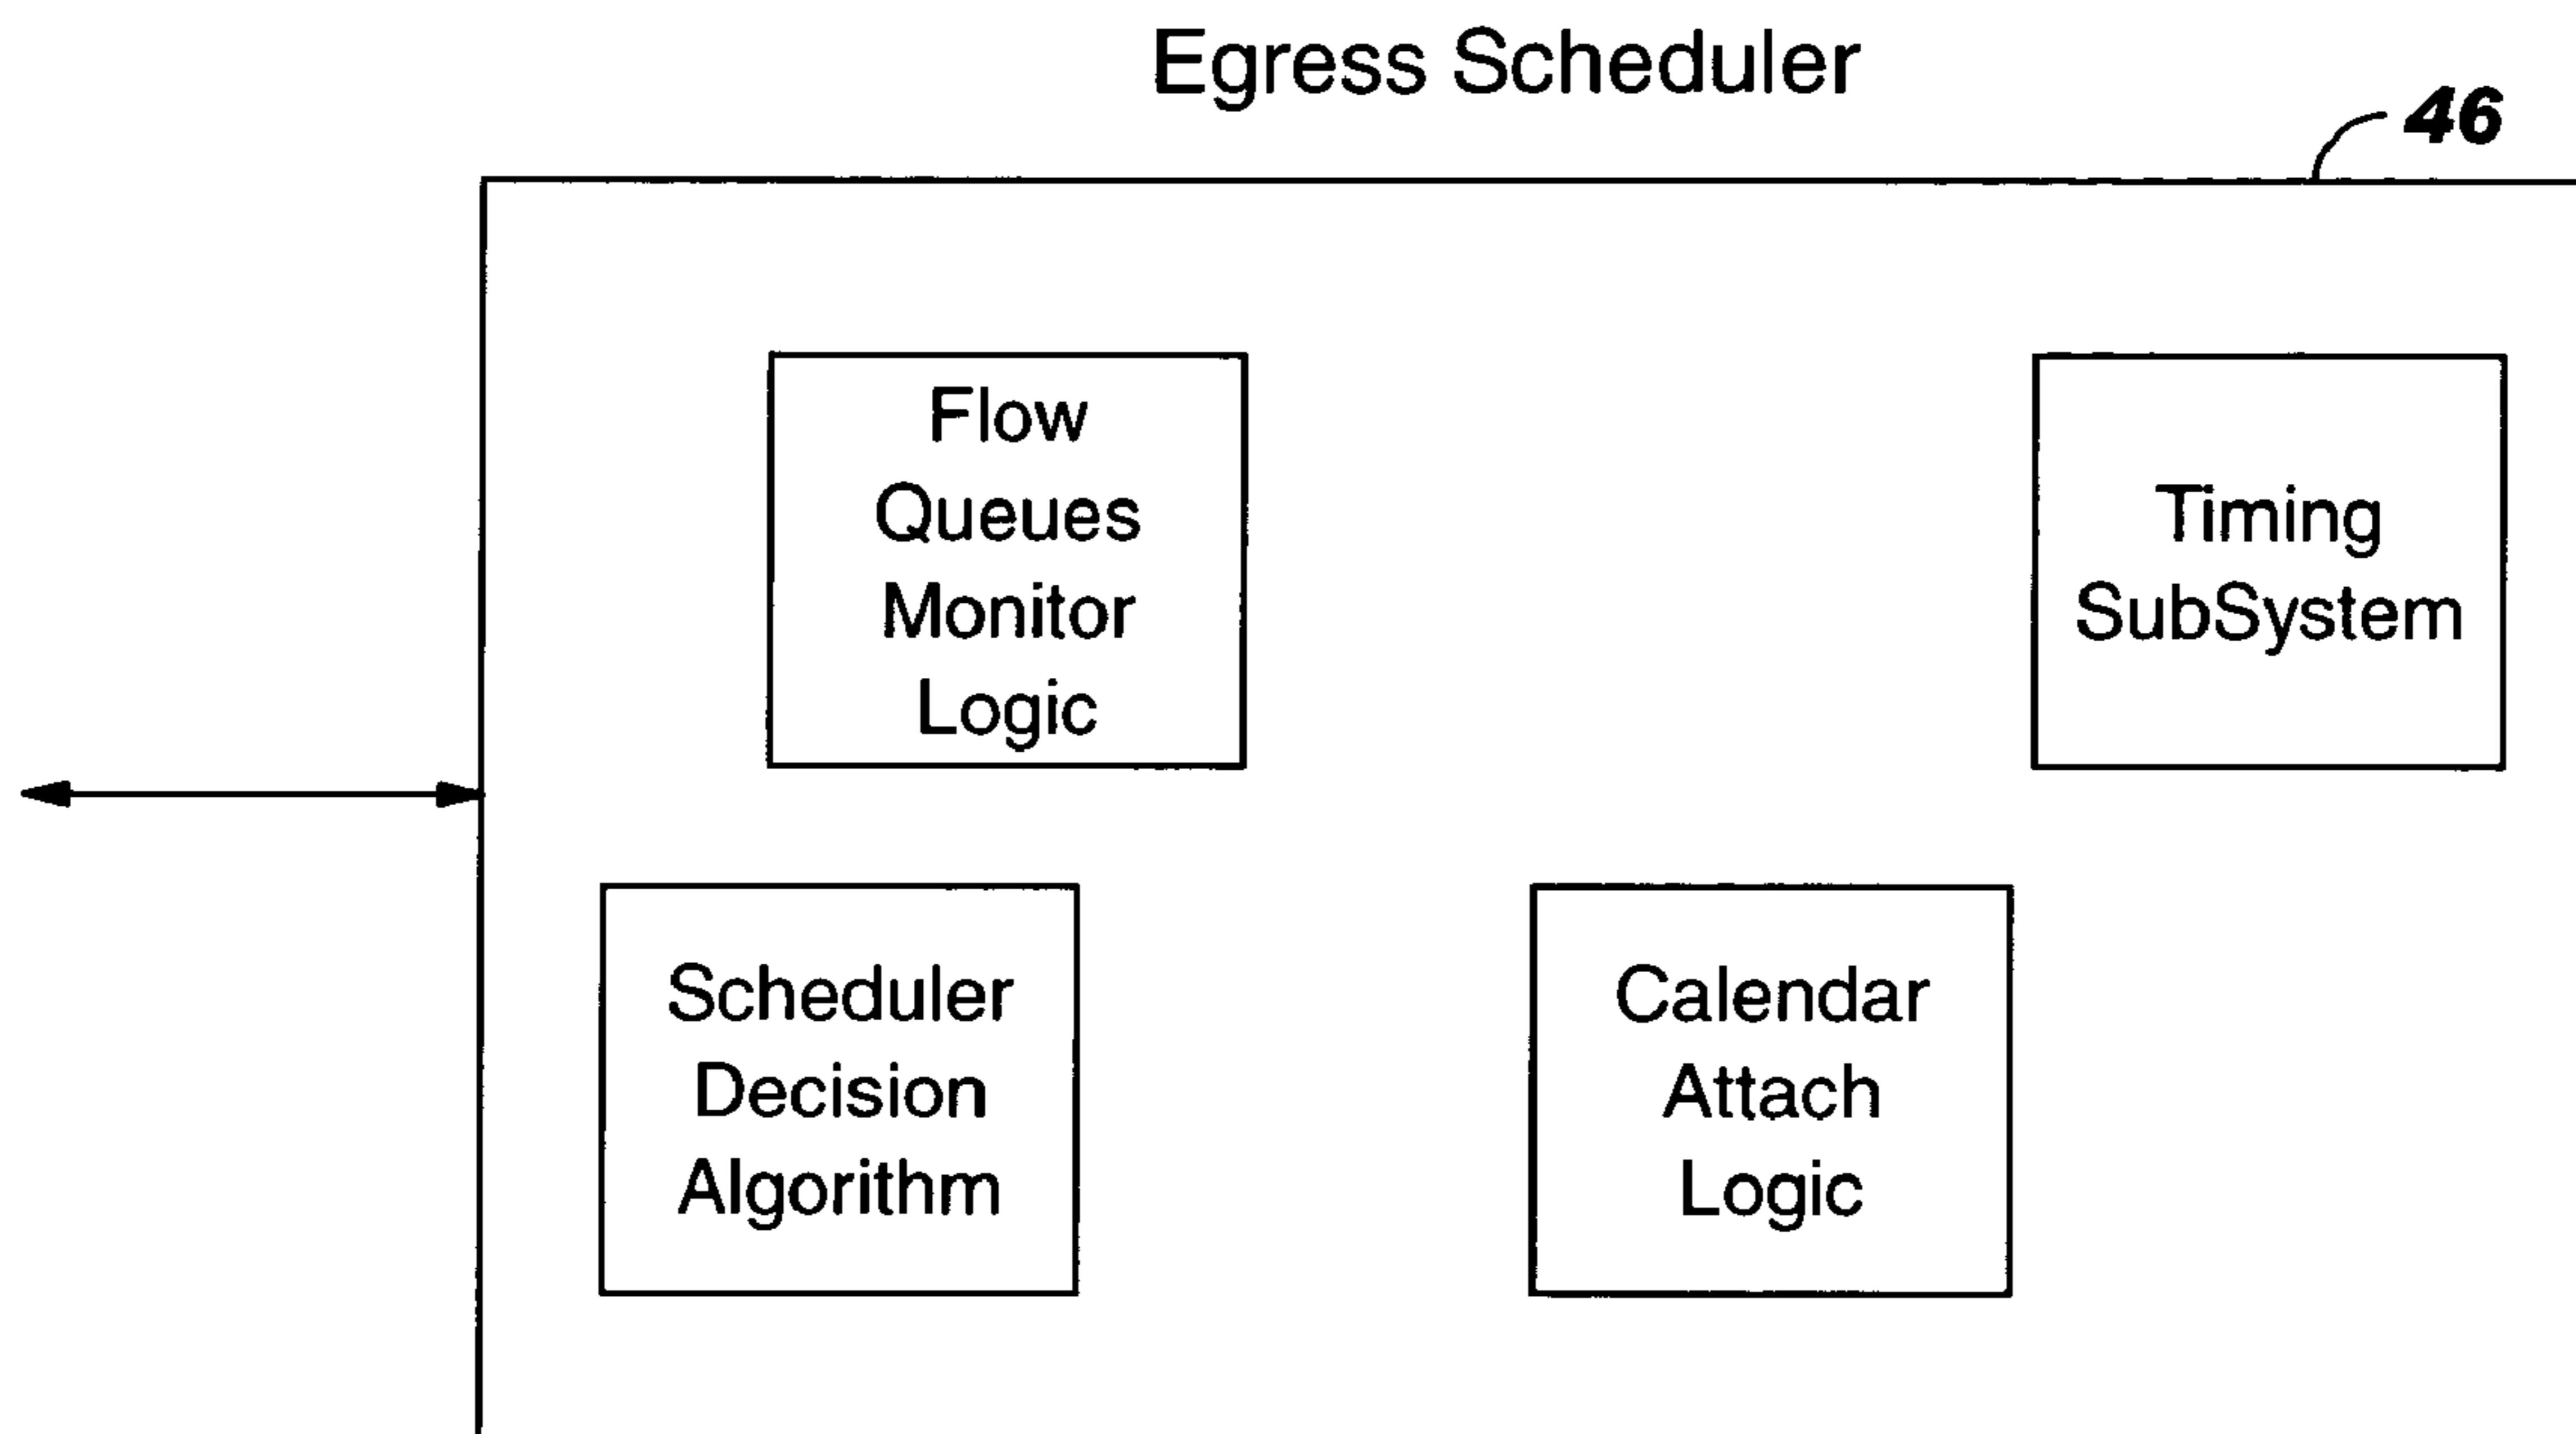 Egress Scheduler
46
Flow
Queues
Monitor
Logic
Timing
SubSystem
Scheduler
Decision
Algorithm
Calendar
Attach
Logic